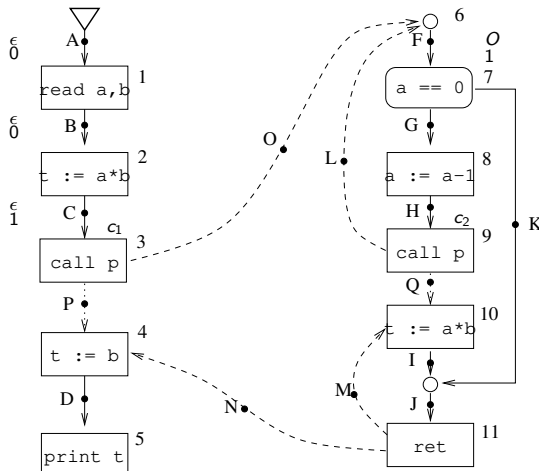 ϵ
0
A
read a,b
1
ϵ
0
B
t := a*b
2
ϵ
1
C
c1
call p
3
P
t := b
4
D
print t
5
O
L
N
M
6
F
O
1
a == 0
7
G
a := a-1
8
H
c2
call p
9
K
Q
t := a*b
10
I
J
ret
11